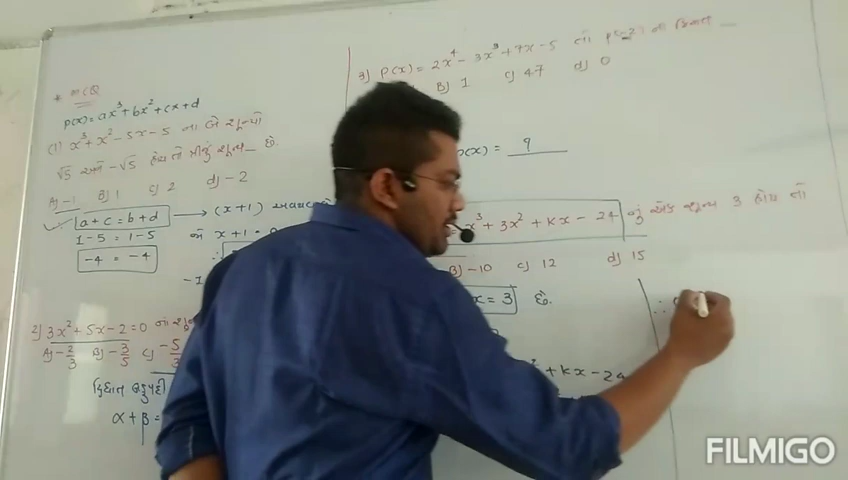 * MCQ
p(x) = ax³ + bx² + cx + d
(1) x³ + x² - 5x - 5 ના બે શૂન્યો
√5 અને -√5 હોય તો ત્રીજું શૂન્ય __ છે.
A) -1 B) 1 C) 2 d) -2
a + c = b + d → (x+1) અવયવ
1 - 5 = 1 - 5
-4 = -4
x + 1 =
2) 3x² + 5x - 2 = 0 ના
A) -2/3 B) -3/5 C) -5/3
દ્વિઘાત બહુપદી
α + β =
3) p(x) = 2x⁴ - 3x³ + 7x - 5 તો p(-2) ની કિંમત __
B) 1 C) 47 d) 0
p(x) = 9
x³ + 3x² + kx - 24 નું એક શૂન્ય 3 હોય તો
B) -10 C) 12 d) 15
x = 3 છે.
+ kx - 24
∴
FILMIGO